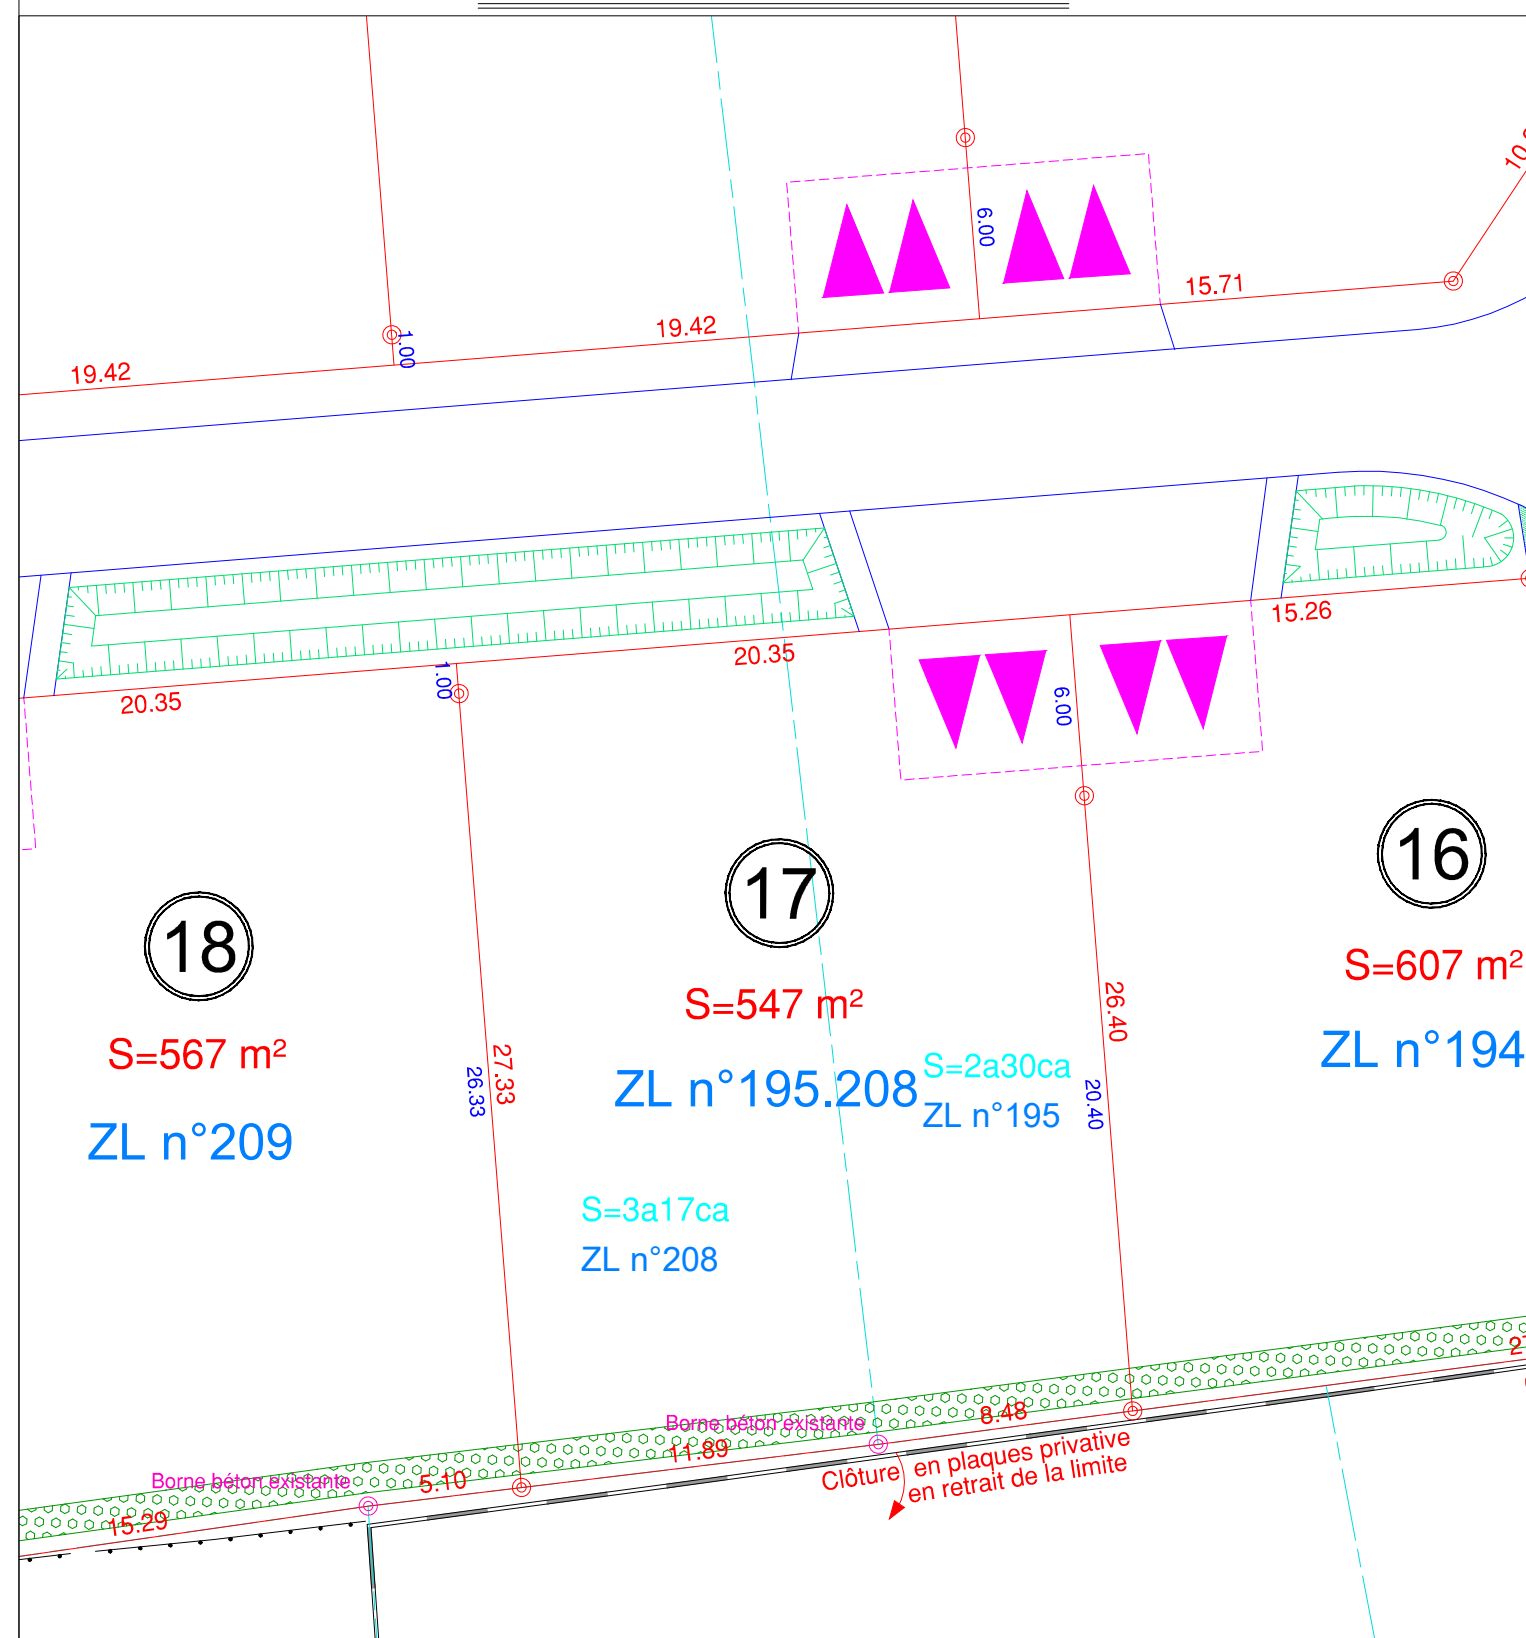 6.00
15.71
19.42
1.00
19.42
15.26
20.35
1.00
20.35
6.00
16
17
18
S=607 m²
S=547 m²
26.40
S=567 m²
ZL n°194
27.33
26.33
ZL n°195.208
S=2a30ca
ZL n°195
20.40
ZL n°209
S=3a17ca
ZL n°208
8.48
Borne béton existante
11.89
Clôture en plaques privative
en retrait de la limite
Borne béton existante
5.10
15.29